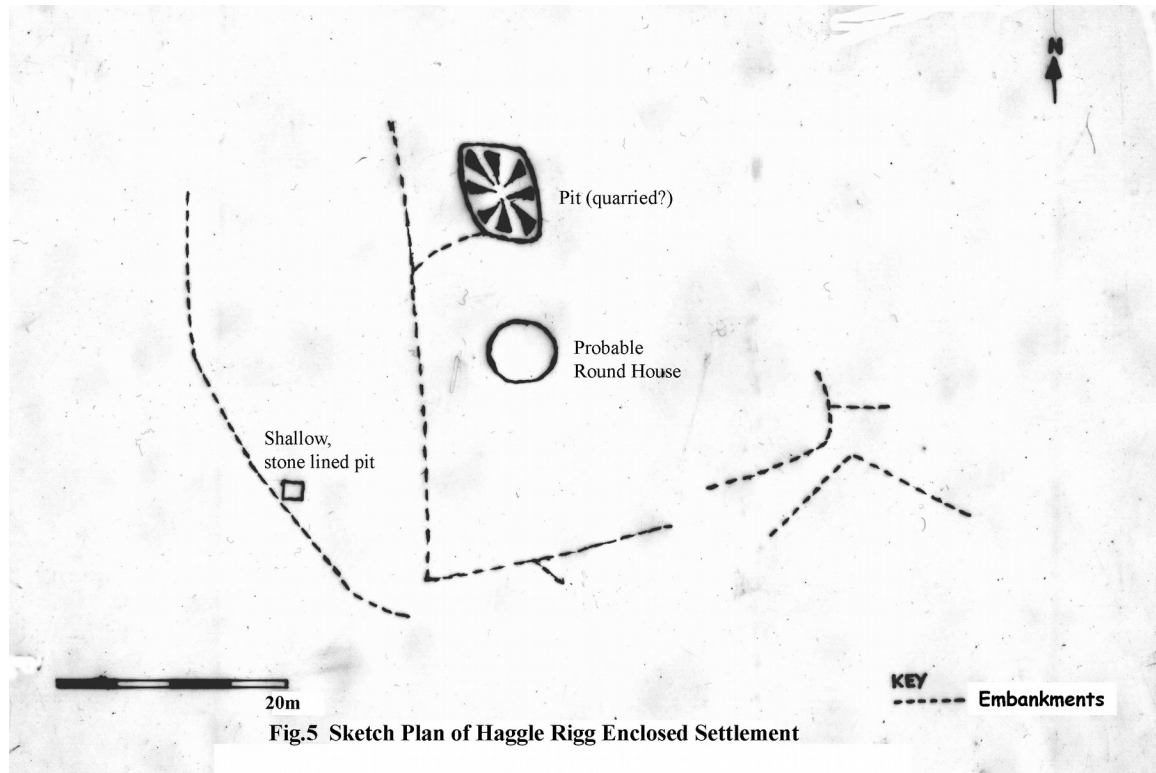 N
Pit (quarried?)
Probable
Round House
Shallow,
stone lined pit
20m
KEY
Embankments
Fig.5 Sketch Plan of Haggle Rigg Enclosed Settlement